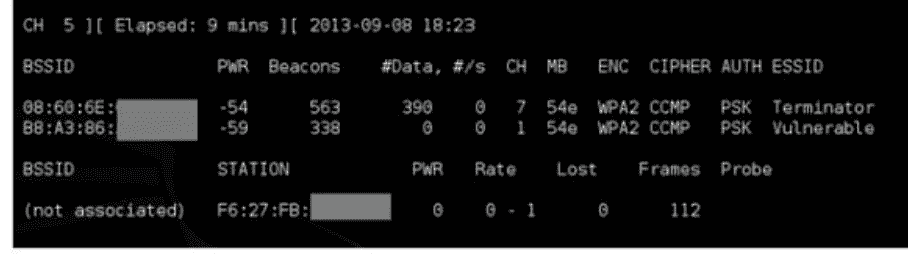 CH 5 ][ Elapsed: 9 mins ][ 2013-09-08 18:23
BSSID PWR Beacons #Data, #/s CH MB ENC CIPHER AUTH ESSID
08:60:6E: -54 563 390 0 7 54e WPA2 CCMP PSK Terminator
B8:A3:86: -59 338 0 0 1 54e WPA2 CCMP PSK Vulnerable
BSSID STATION PWR Rate Lost Frames Probe
(not associated) F6:27:FB: 0 0 - 1 0 112